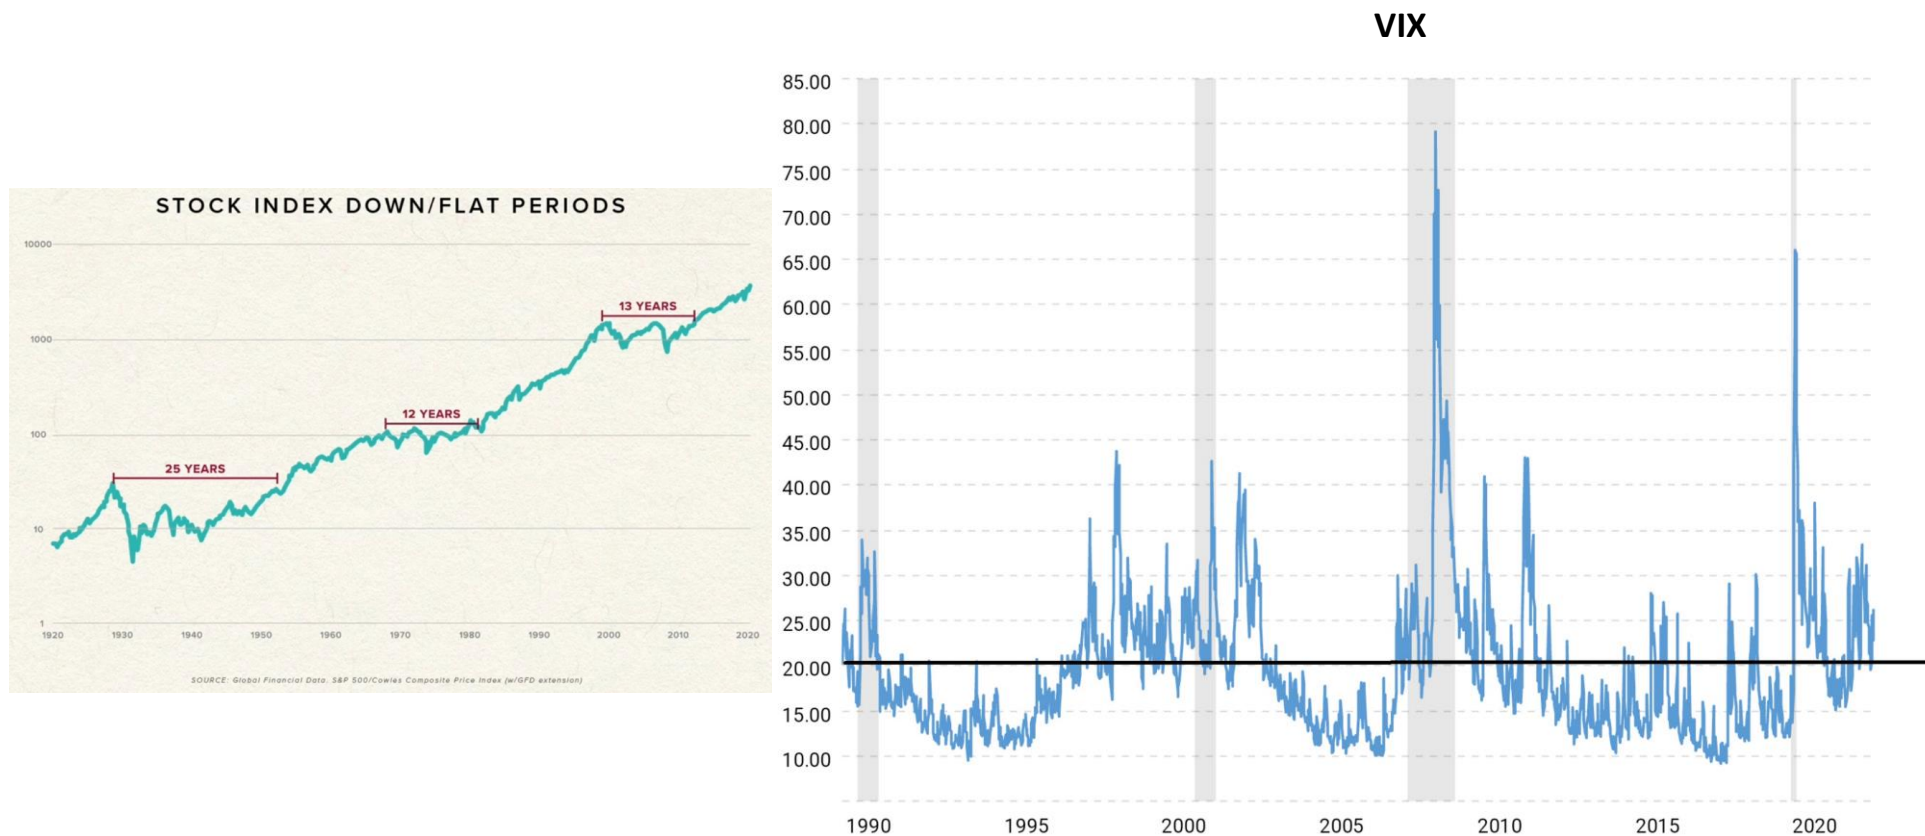 VIX
STOCK INDEX DOWN/FLAT PERIODS
10000
1000
100
10
1
25 YEARS
12 YEARS
13 YEARS
1920 1930 1940 1950 1960 1970 1980 1990 2000 2010 2020
SOURCE: Global Financial Data, S&P 500/Cowles Composite Price Index (w/GFD extension)
85.00
80.00
75.00
70.00
65.00
60.00
55.00
50.00
45.00
40.00
35.00
30.00
25.00
20.00
15.00
10.00
1990 1995 2000 2005 2010 2015 2020